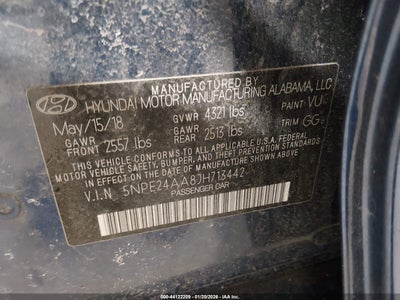 MANUFACTURED BY
HYUNDAI MOTOR MANUFACTURING ALABAMA, LLC
May/15/18 GVWR 4321 lbs PAINT VU
GAWR FRONT 2557 lbs GAWR REAR 2513 lbs TRIM GG
THIS VEHICLE CONFORMS TO ALL APPLICABLE U.S.A. FEDERAL
MOTOR VEHICLE SAFETY, BUMPER, AND THEFT PREVENTION
STANDARDS IN EFFECT ON THE DATE OF MANUFACTURE
SHOWN ABOVE.
V.I.N 5NPE24AA8JH713442
PASSENGER CAR
000-44122209 - 01/20/2026 - IAA Inc.